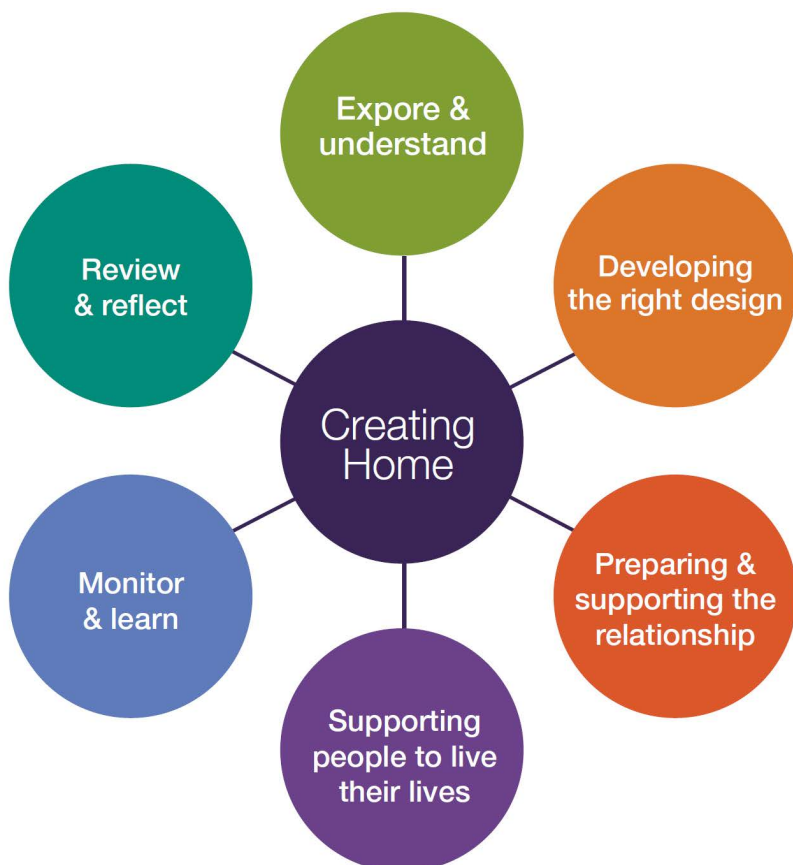 Expore &
understand
Developing
the right design
Preparing &
supporting the
relationship
Supporting
people to live
their lives
Monitor
& learn
Review
& reflect
Creating
Home